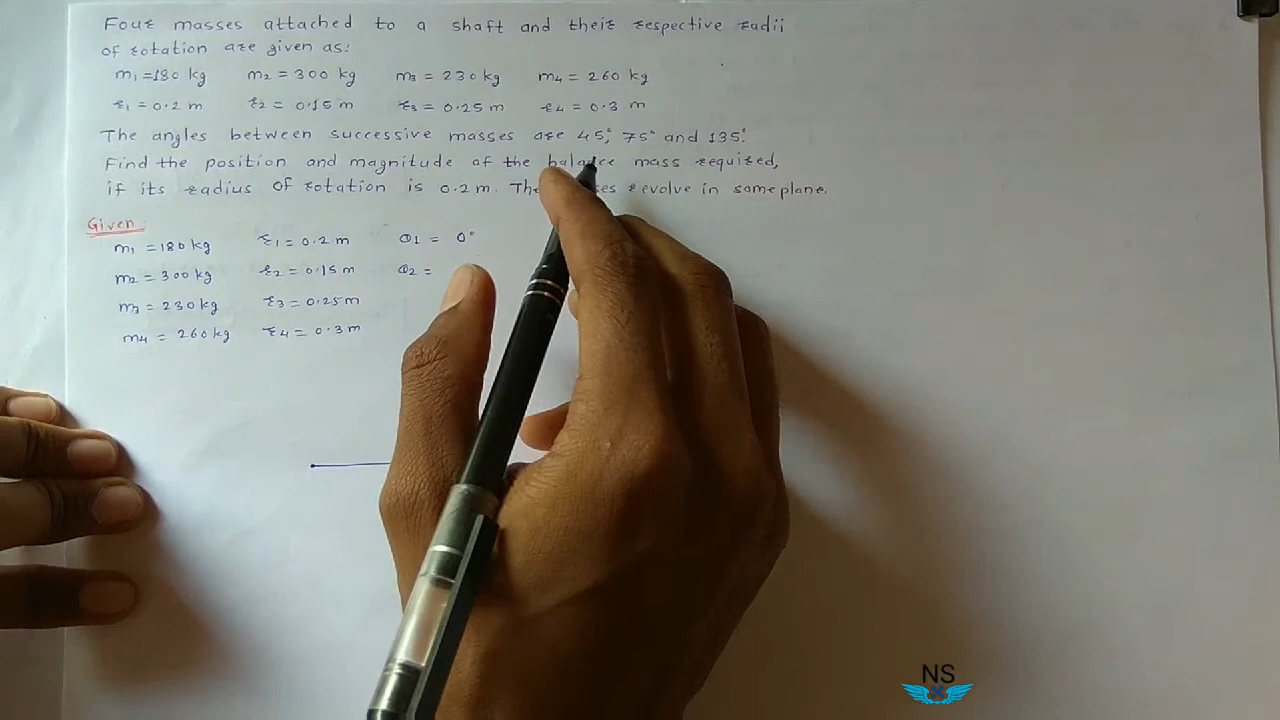 Four masses attached to a shaft and their respective radii
of rotation are given as:
m1 =180 kg m2 = 300 kg m3 = 230 kg m4 = 260 kg
r1 = 0.2 m r2 = 0.15 m r3 = 0.25 m r4 = 0.3 m
The angles between successive masses are 45°, 75° and 135°.
Find the position and magnitude of the balance mass required,
if its radius of rotation is 0.2 m. revolve in same plane.
Given
m1 = 180 kg r1 = 0.2 m θ1 = 0°
m2 = 300 kg r2 = 0.15 m θ2 =
m3 = 230 kg r3 = 0.25 m
m4 = 260 kg r4 = 0.3 m
NS